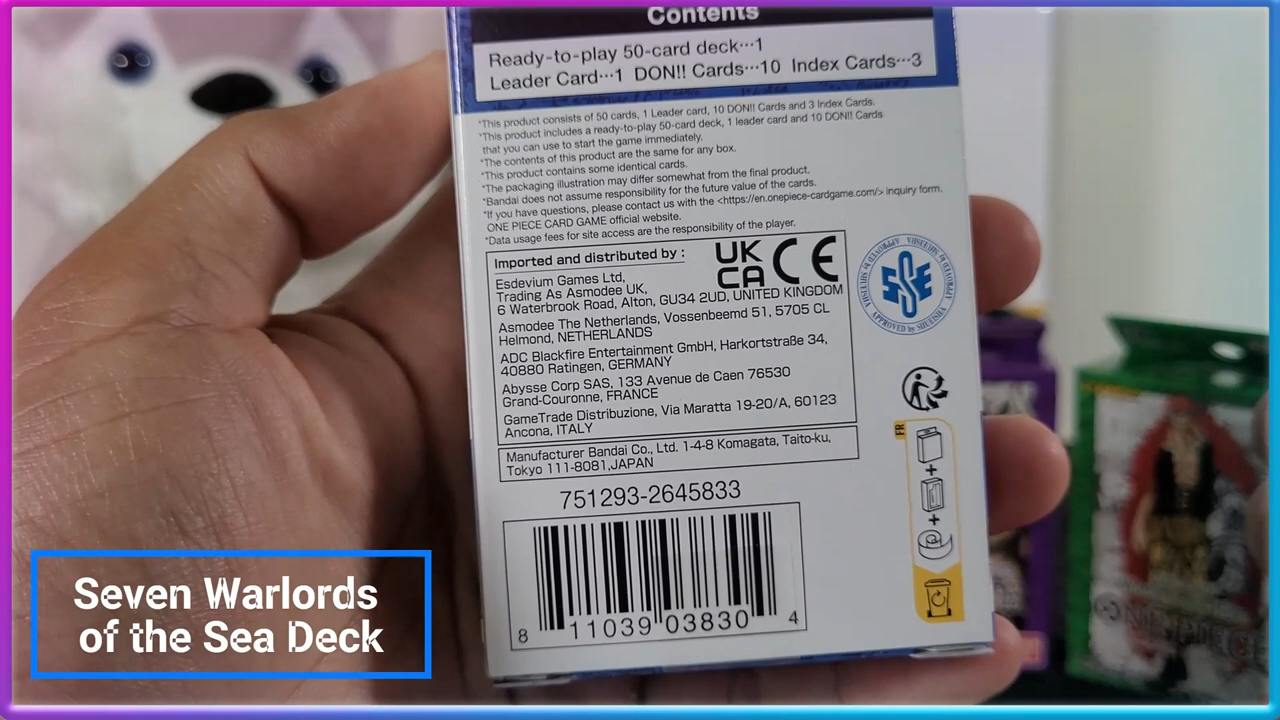 Contents
Ready-to-play 50-card deck···1
Leader Card···1 DON!! Cards···10 Index Cards···3
*This product consists of 50 cards, 1 Leader card, 10 DON!! Cards and 3 Index Cards.
*This product includes a ready-to-play 50-card deck, 1 leader card and 10 DON!! Cards
that you can use to start the game immediately.
*The contents of this product are the same for any box.
*This product contains some identical cards.
*The packaging illustration may differ somewhat from the final product.
*Bandai does not assume responsibility for the future value of the cards.
*If you have questions, please contact us with the <https://en.onepiece-cardgame.com/> inquiry form.
ONE PIECE CARD GAME official website.
*Data usage fees for site access are the responsibility of the player.
Imported and distributed by :
UK
CA CE
Esdevium Games Ltd,
Trading As Asmodee UK,
6 Waterbrook Road, Alton, GU34 2UD, UNITED KINGDOM
Asmodee The Netherlands, Vossenbeemd 51, 5705 CL
Helmond, NETHERLANDS
ADC Blackfire Entertainment GmbH, Harkortstraße 34,
40880 Ratingen, GERMANY
Abysse Corp SAS, 133 Avenue de Caen 76530
Grand-Couronne, FRANCE
GameTrade Distribuzione, Via Maratta 19-20/A, 60123
Ancona, ITALY
Manufacturer Bandai Co., Ltd. 1-4-8 Komagata, Taito-ku,
Tokyo 111-8081,JAPAN
APPROVED by SHUEISHA
FR
751293-2645833
8 11039 03830 4
Seven Warlords
of the Sea Deck